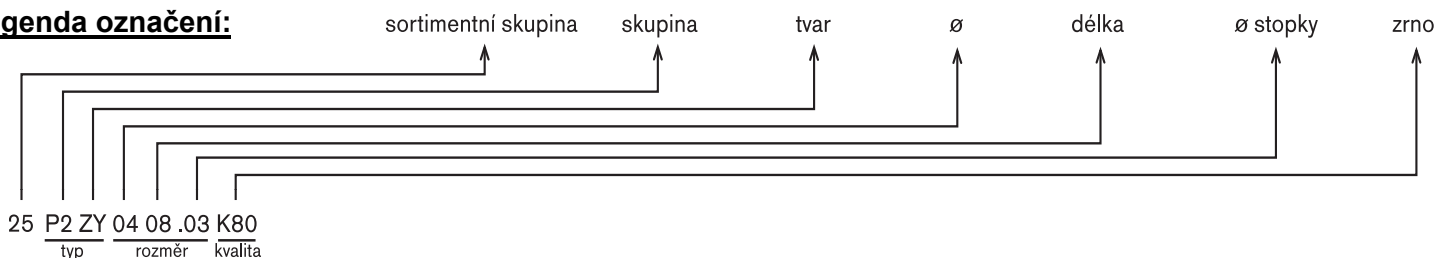 genda označení:
sortimentní skupina skupina tvar ø délka ø stopky zrno
25 P2 ZY 04 08 .03 K80
typ rozměr kvalita